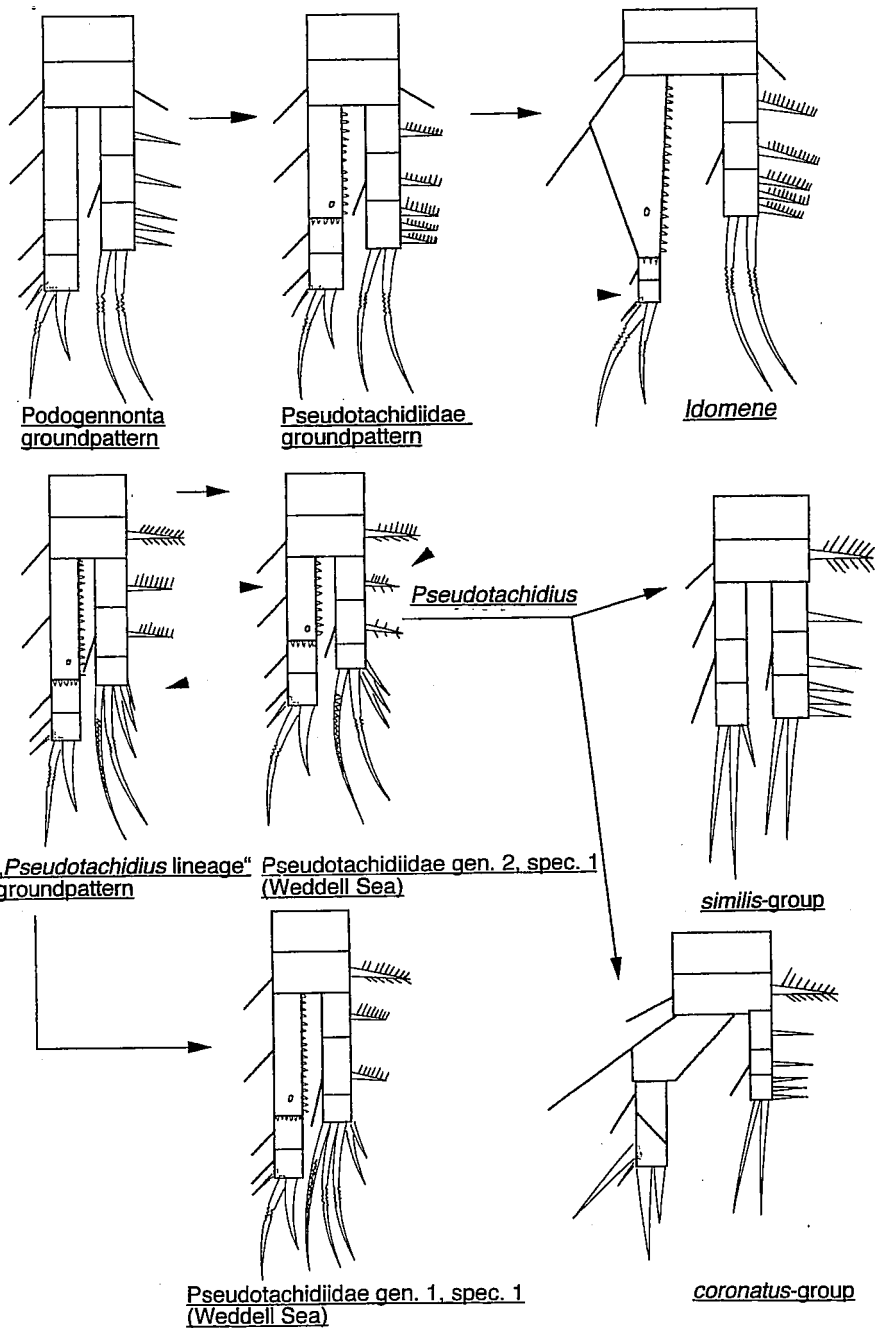 Podogennonta
groundpattern
Pseudotachidiidae
groundpattern
Idomene
Pseudotachidius
„Pseudotachidius lineage“
groundpattern
Pseudotachidiidae gen. 2, spec. 1
(Weddell Sea)
similis-group
Pseudotachidiidae gen. 1, spec. 1
(Weddell Sea)
coronatus-group